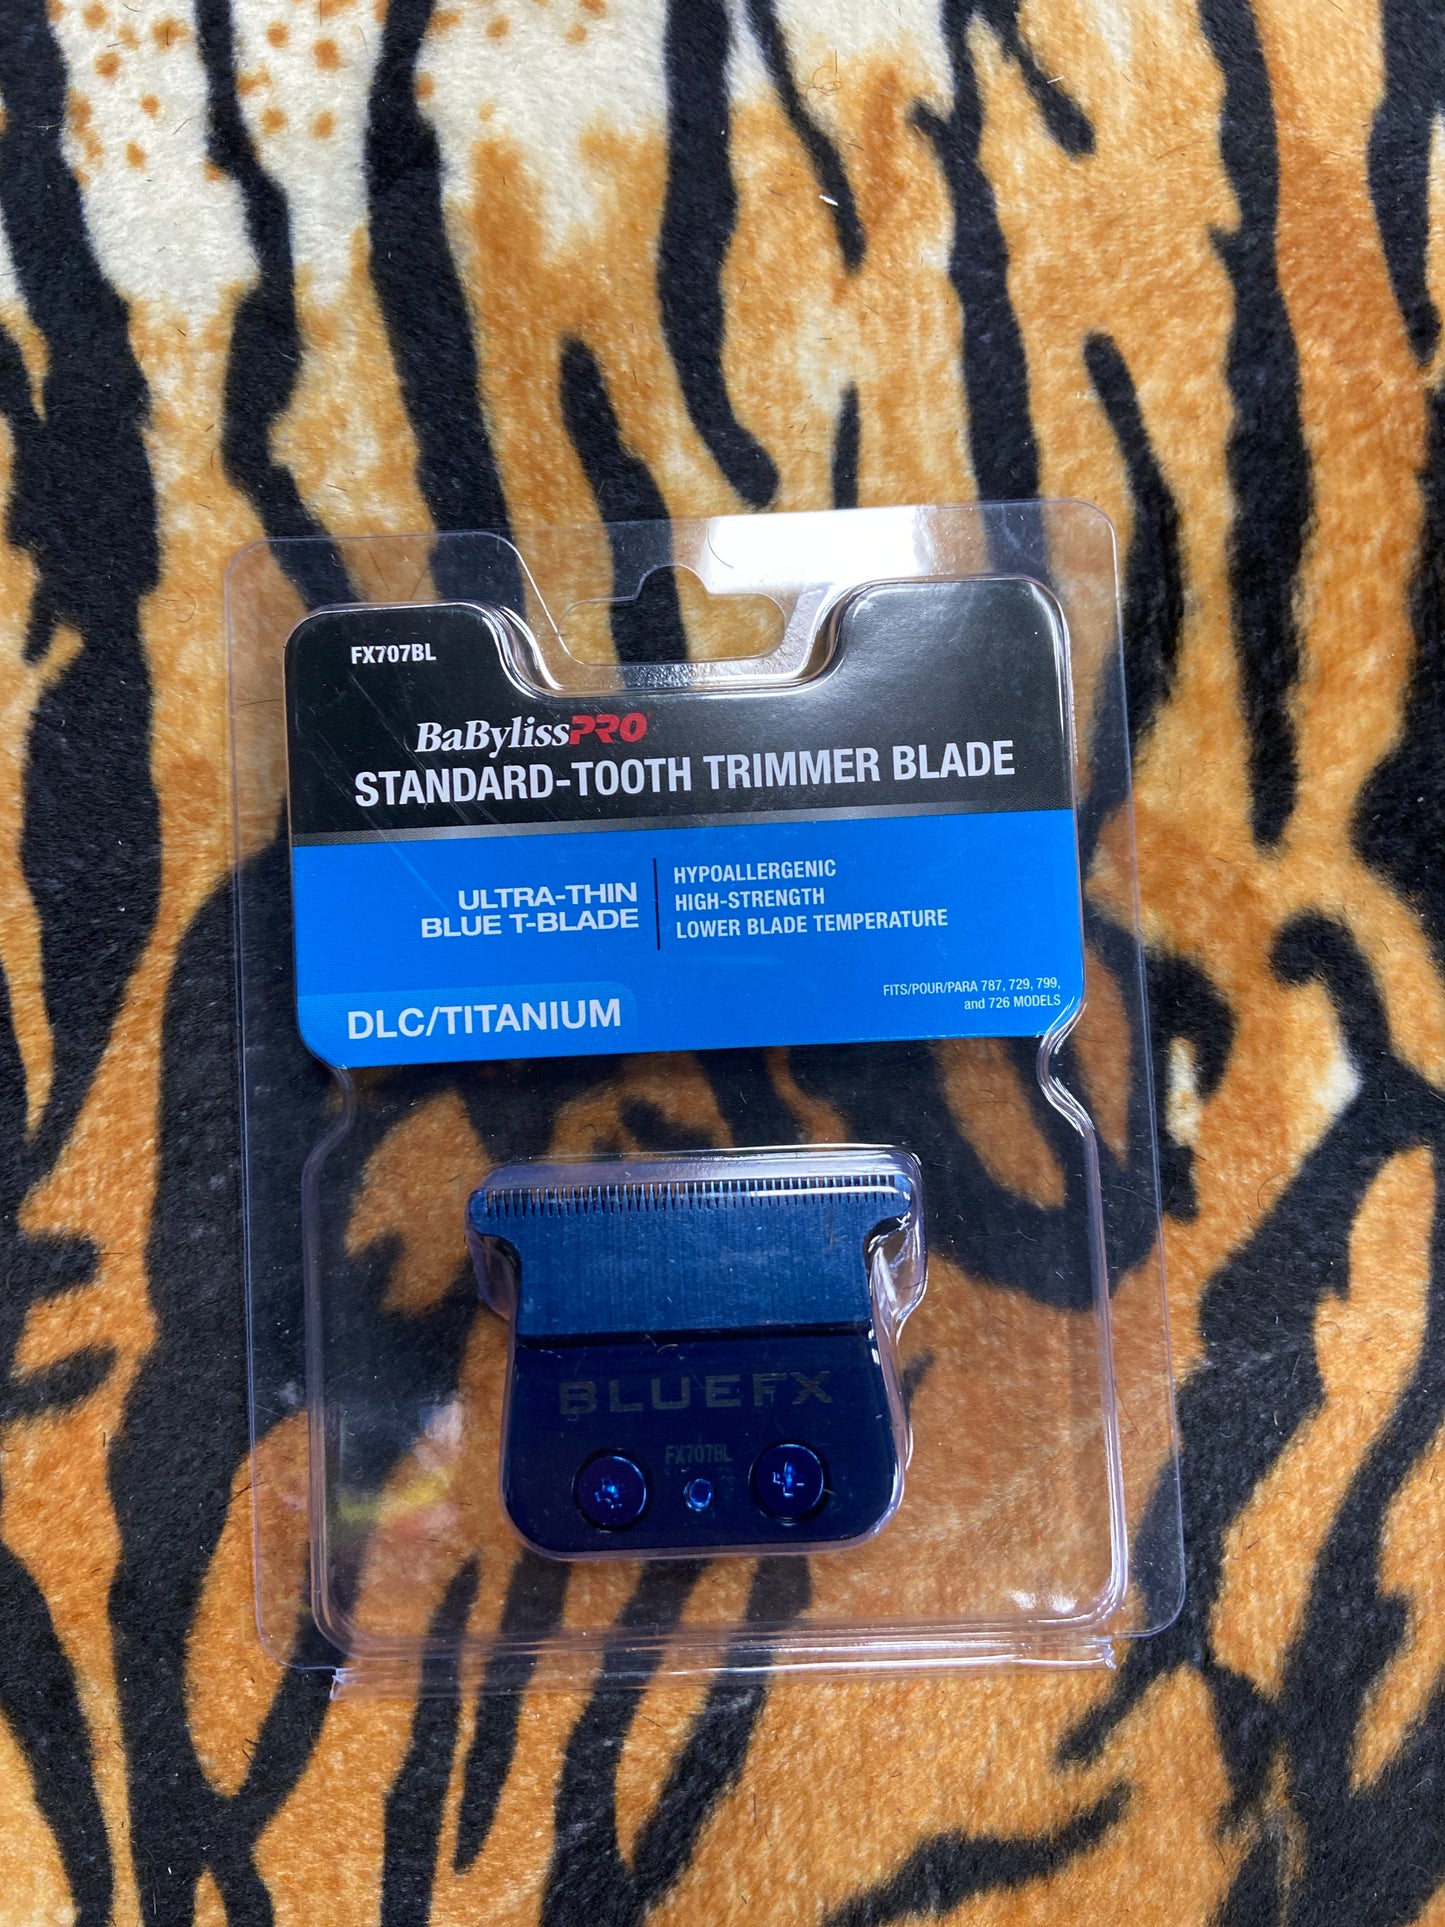 FX707BL
BaBylissPRO
STANDARD-TOOTH TRIMMER BLADE
ULTRA-THIN
BLUE T-BLADE
HYPOALLERGENIC
HIGH-STRENGTH
LOWER BLADE TEMPERATURE
DLC/TITANIUM
FITS/POUR/PARA 787, 729, 799,
and 726 MODELS
BLUEFX
FX707BL